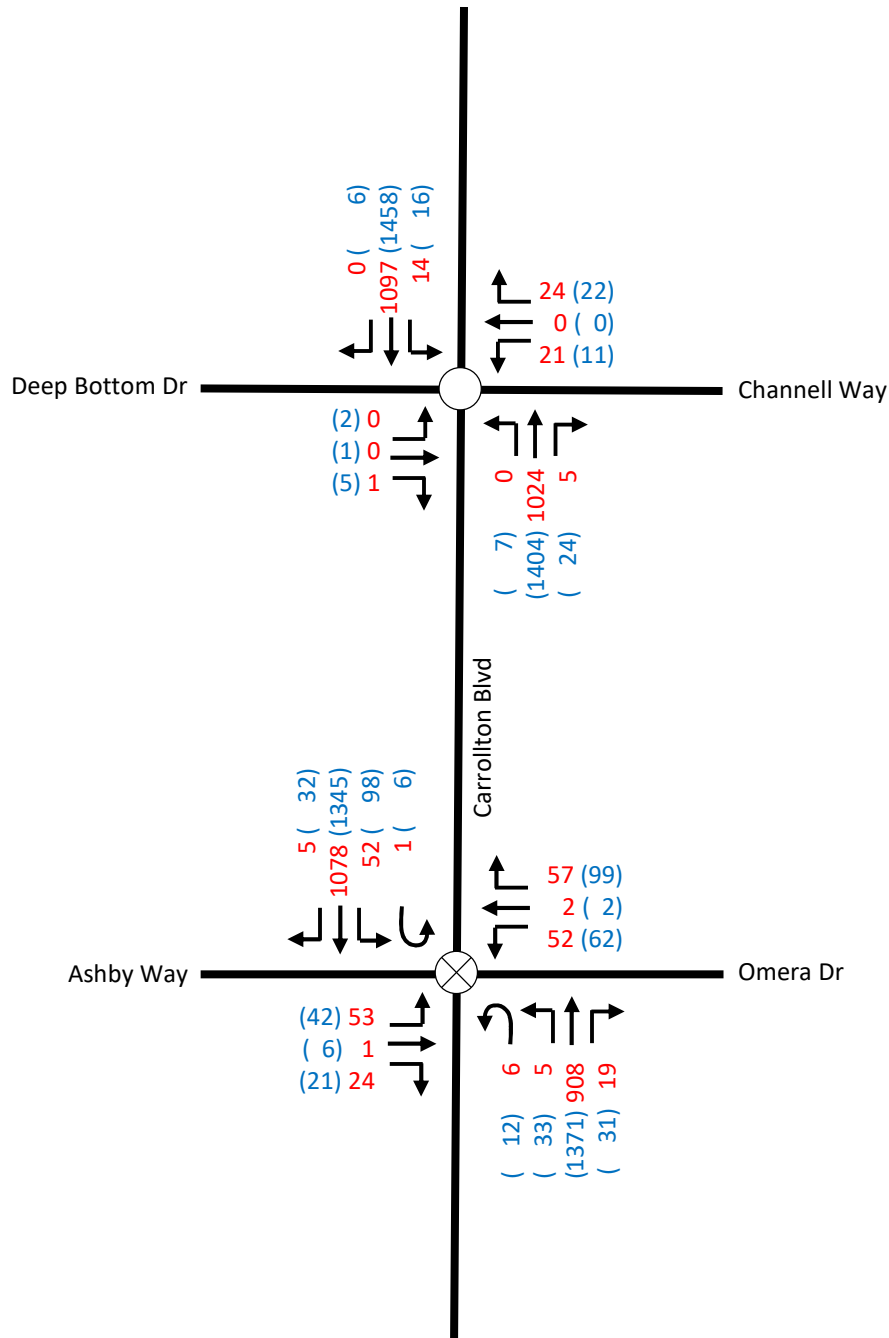 0 (    6)
1097 (1458)
14 (  16)
24 (22)
0 (  0)
21 (11)
Deep Bottom Dr
Channell Way
(2) 0
(1) 0
(5) 1
(    7) 0
(1404) 1024
(  24) 5
Carrollton Blvd
5 (  32)
1078 (1345)
52 (  98)
1 (    6)
57 (99)
2 (  2)
52 (62)
Ashby Way
Omera Dr
(42) 53
(  6) 1
(21) 24
(  12) 6
(  33) 5
(1371) 908
(  31) 19